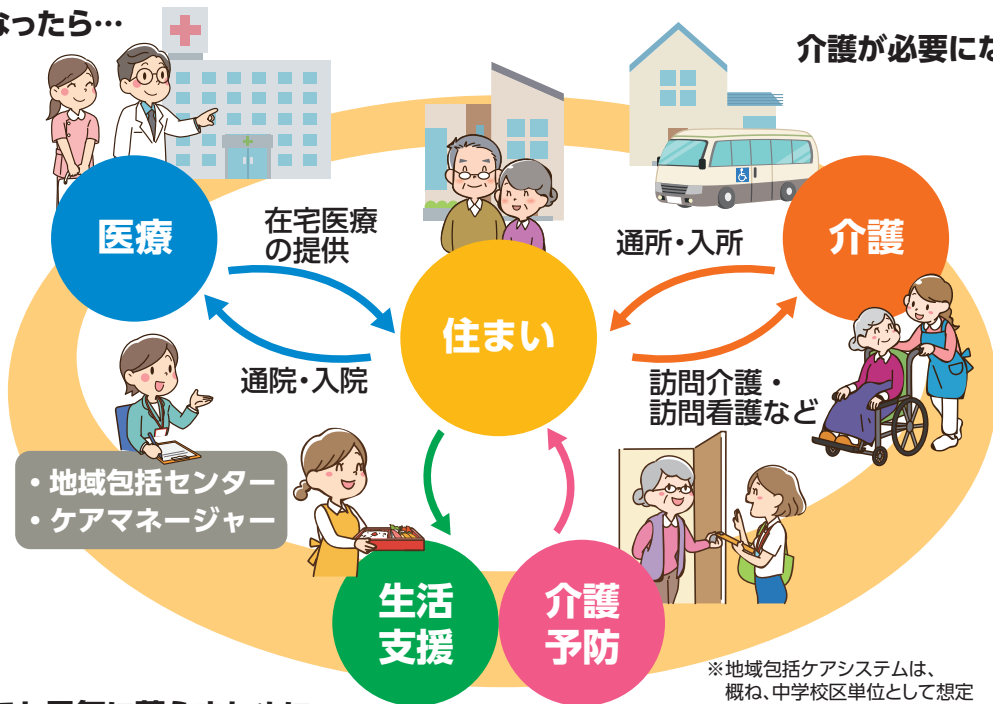 なったら…
介護が必要にな
医療
在宅医療
の提供
通院・入院
住まい
通所・入所
介護
訪問介護・
訪問看護など
・地域包括センター
・ケアマネージャー
生活
支援
介護
予防
※地域包括ケアシステムは、
概ね、中学校区単位として想定